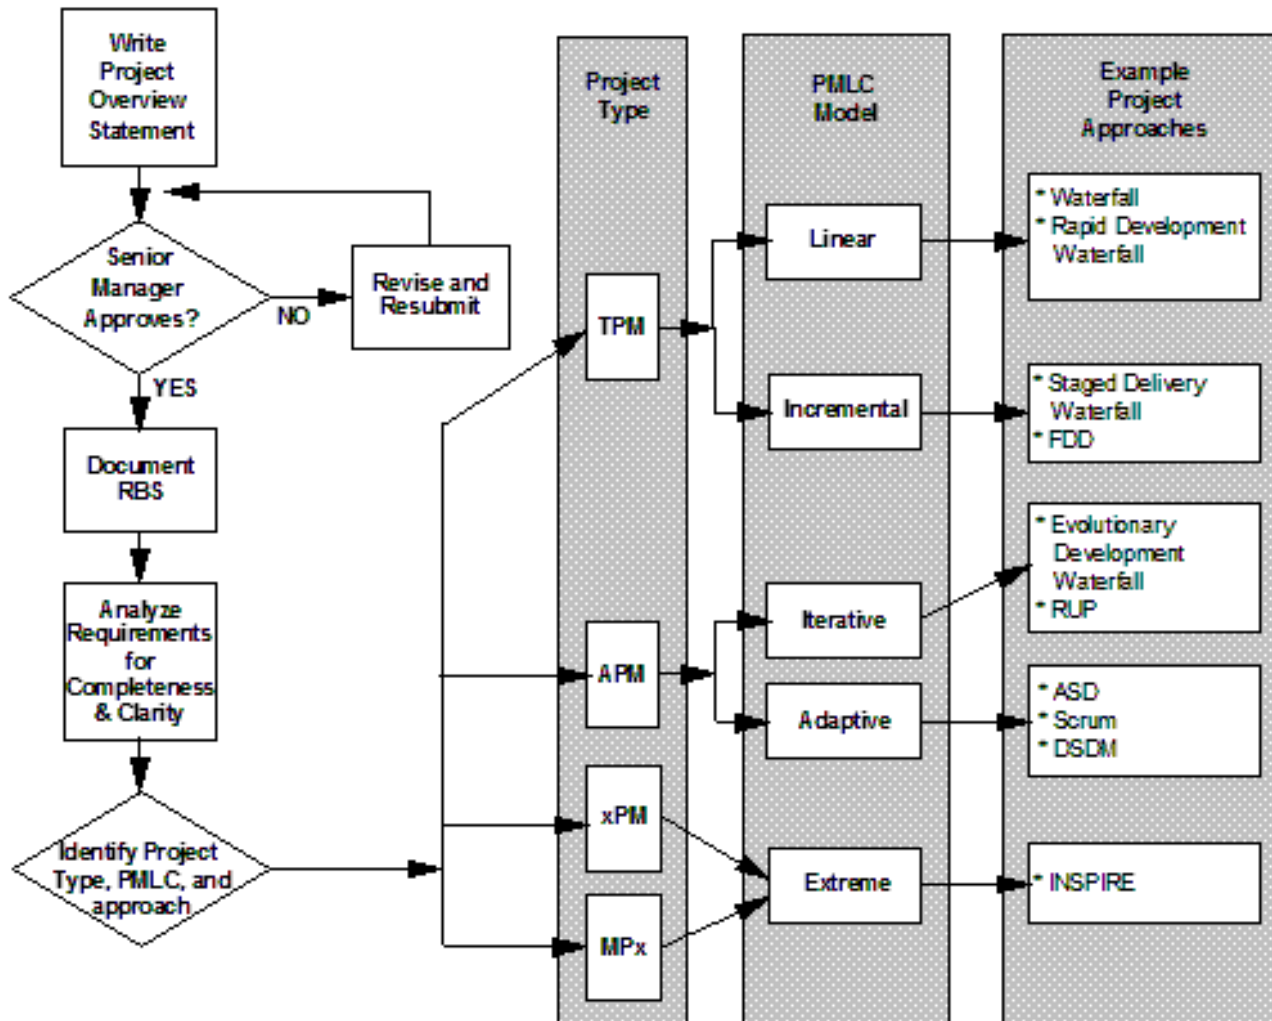 Write
Project
Overview
Statement
Senior
Manager
Approves?
NO
Revise and
Resubmit
YES
Document
RBS
Analyze
Requirements
for
Completeness
& Clarity
Identify Project
Type, PMLC, and
approach
Project
Type
TPM
APM
xPM
MPx
PMLC
Model
Linear
Incremental
Iterative
Adaptive
Extreme
Example
Project
Approaches
* Waterfall
* Rapid Development
Waterfall
* Staged Delivery
Waterfall
* FDD
* Evolutionary
Development
Waterfall
* RUP
* ASD
* Scrum
* DSDM
* INSPIRE